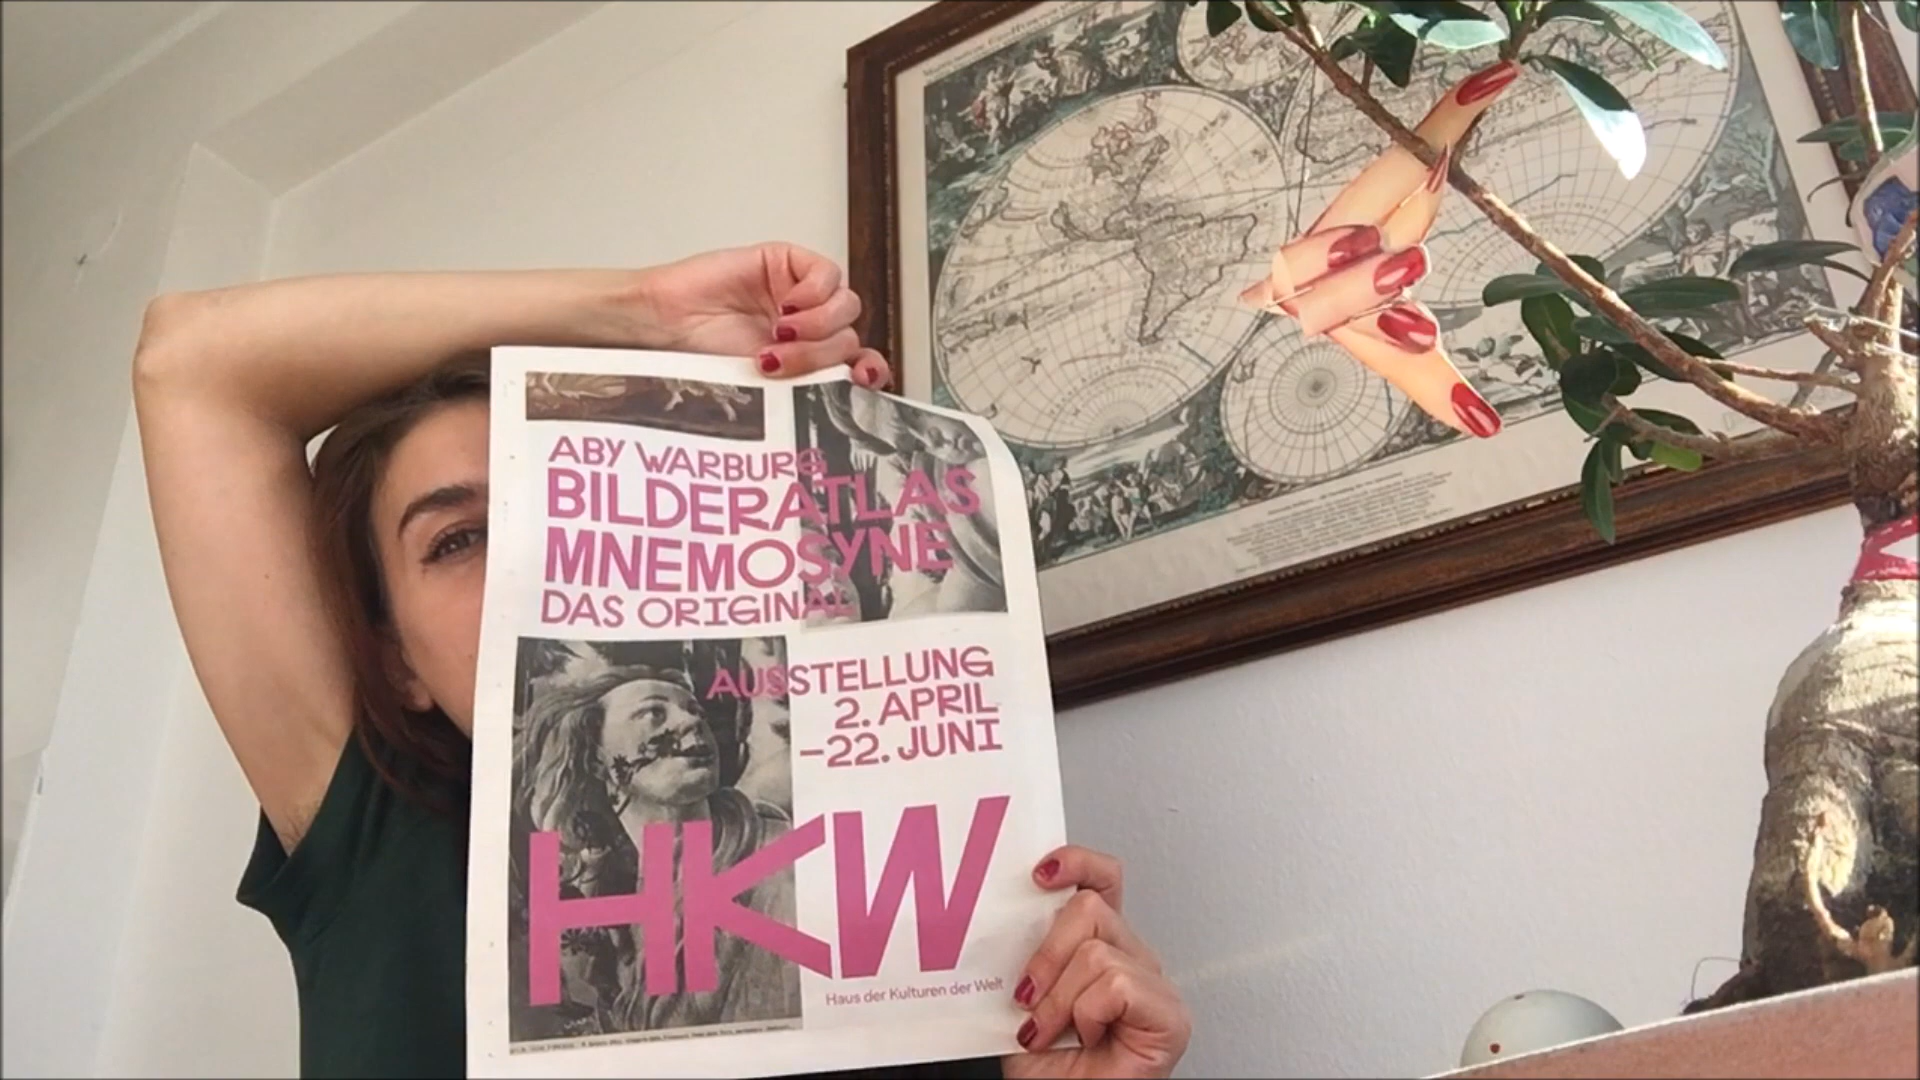 ABY WARBURG
BILDERATLAS
MNEMOSYNE
DAS ORIGINAL
AUSSTELLUNG
2. APRIL
–22. JUNI
HKW
Haus der Kulturen der Welt